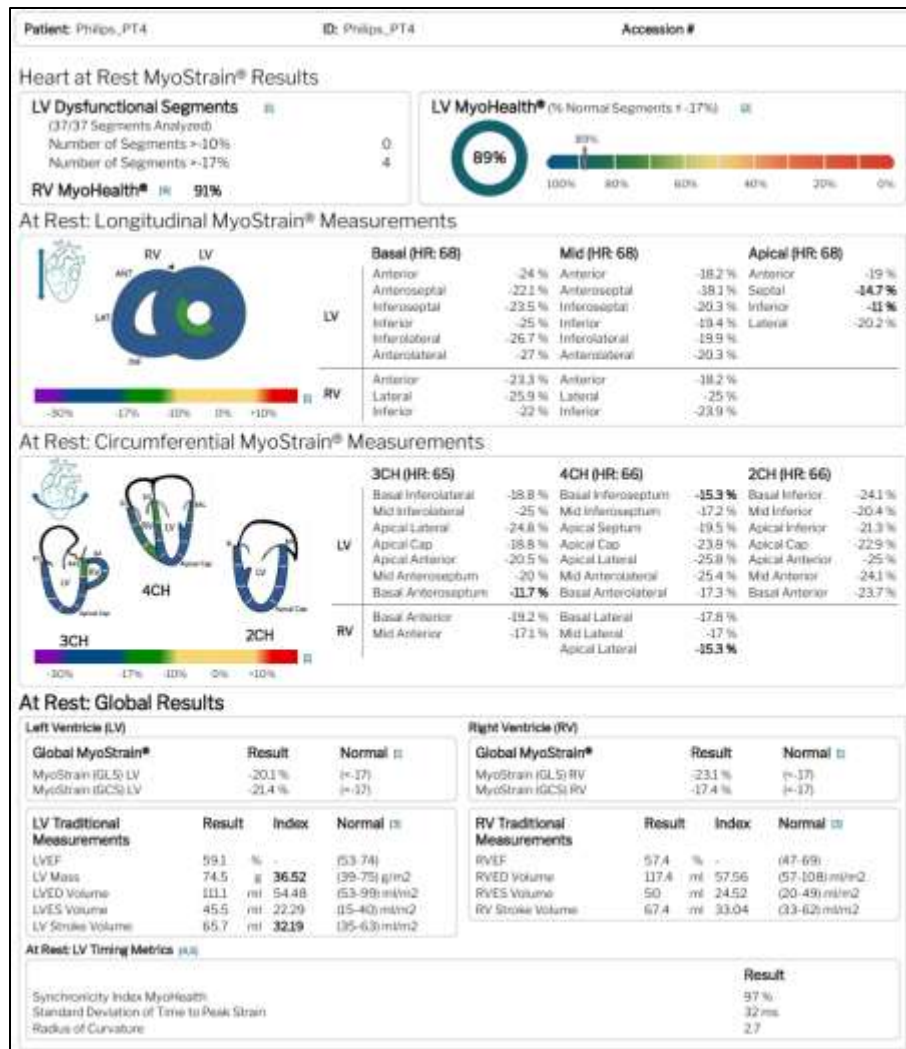 Patient: Philips_PT4 ID: Philips_PT4 Accession #
Heart at Rest MyoStrain® Results
LV Dysfunctional Segments
(37/37 Segments Analyzed)
Number of Segments >-10% 0
Number of Segments >-17% 4
RV MyoHealth® 91%
LV MyoHealth® (% Normal Segments ≤ -17%)
89%
89%
100% 80% 60% 40% 20% 0%
At Rest: Longitudinal MyoStrain® Measurements
RV LV
ANT
LAT
INF
-30% -17% -10% 0% >10%
Basal (HR: 68) Mid (HR: 68) Apical (HR: 68)
LV
Anterior -24 % Anterior -18.2 % Anterior -19 %
Anteroseptal -22.1 % Anteroseptal -18.1 % Septal -14.7 %
Inferoseptal -23.5 % Inferoseptal -20.3 % Inferior -11 %
Inferior -25 % Inferior -19.4 % Lateral -20.2 %
Inferolateral -26.7 % Inferolateral -19.9 %
Anterolateral -27 % Anterolateral -20.3 %
RV
Anterior -23.3 % Anterior -18.2 %
Lateral -25.9 % Lateral -25 %
Inferior -22 % Inferior -23.9 %
At Rest: Circumferential MyoStrain® Measurements
RV LV
LV RV
LV
Apical Cap
Apical Cap
Apical Cap
4CH
3CH 2CH
-30% -17% -10% 0% >10%
3CH (HR: 65) 4CH (HR: 66) 2CH (HR: 66)
LV
Basal Inferolateral -18.8 % Basal Inferoseptum -15.3 % Basal Inferior -24.1 %
Mid Inferolateral -25 % Mid Inferoseptum -17.2 % Mid Inferior -20.4 %
Apical Lateral -24.8 % Apical Septum -19.5 % Apical Inferior -21.3 %
Apical Cap -18.8 % Apical Cap -23.8 % Apical Cap -22.9 %
Apical Anterior -20.5 % Apical Lateral -25.8 % Apical Anterior -25 %
Mid Anteroseptum -20 % Mid Anterolateral -25.4 % Mid Anterior -24.1 %
Basal Anteroseptum -11.7 % Basal Anterolateral -17.3 % Basal Anterior -23.7 %
RV
Basal Anterior -19.2 % Basal Lateral -17.8 %
Mid Anterior -17.1 % Mid Lateral -17 %
Apical Lateral -15.3 %
At Rest: Global Results
Left Ventricle (LV)
Global MyoStrain® Result Normal
MyoStrain (GLS) LV -20.1 % (<-17)
MyoStrain (GCS) LV -21.4 % (<-17)
LV Traditional Measurements Result Index Normal
LVEF 59.1 % - (53-74)
LV Mass 74.5 g 36.52 (39-75) g/m2
LVED Volume 111.1 ml 54.48 (53-99) ml/m2
LVES Volume 45.5 ml 22.29 (15-40) ml/m2
LV Stroke Volume 65.7 ml 32.19 (35-63) ml/m2
Right Ventricle (RV)
Global MyoStrain® Result Normal
MyoStrain (GLS) RV -23.1 % (<-17)
MyoStrain (GCS) RV -17.4 % (<-17)
RV Traditional Measurements Result Index Normal
RVEF 57.4 % - (47-69)
RVED Volume 117.4 ml 57.56 (57-108) ml/m2
RVES Volume 50 ml 24.52 (20-49) ml/m2
RV Stroke Volume 67.4 ml 33.04 (33-62) ml/m2
At Rest: LV Timing Metrics
Result
Synchronicity Index MyoHealth 97 %
Standard Deviation of Time to Peak Strain 32 ms
Radius of Curvature 2.7